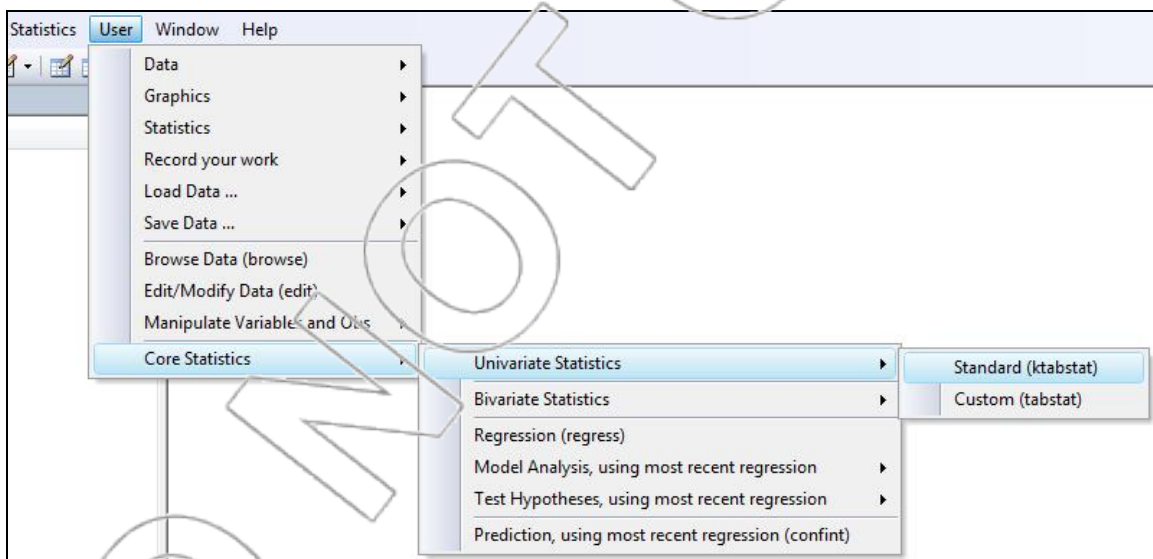 Statistics User Window Help
Data
Graphics
Statistics
Record your work
Load Data ...
Save Data ...
Browse Data (browse)
Edit/Modify Data (edit)
Manipulate Variables and Obs
Core Statistics
Univariate Statistics
Bivariate Statistics
Regression (regress)
Model Analysis, using most recent regression
Test Hypotheses, using most recent regression
Prediction, using most recent regression (confint)
Standard (ktabstat)
Custom (tabstat)